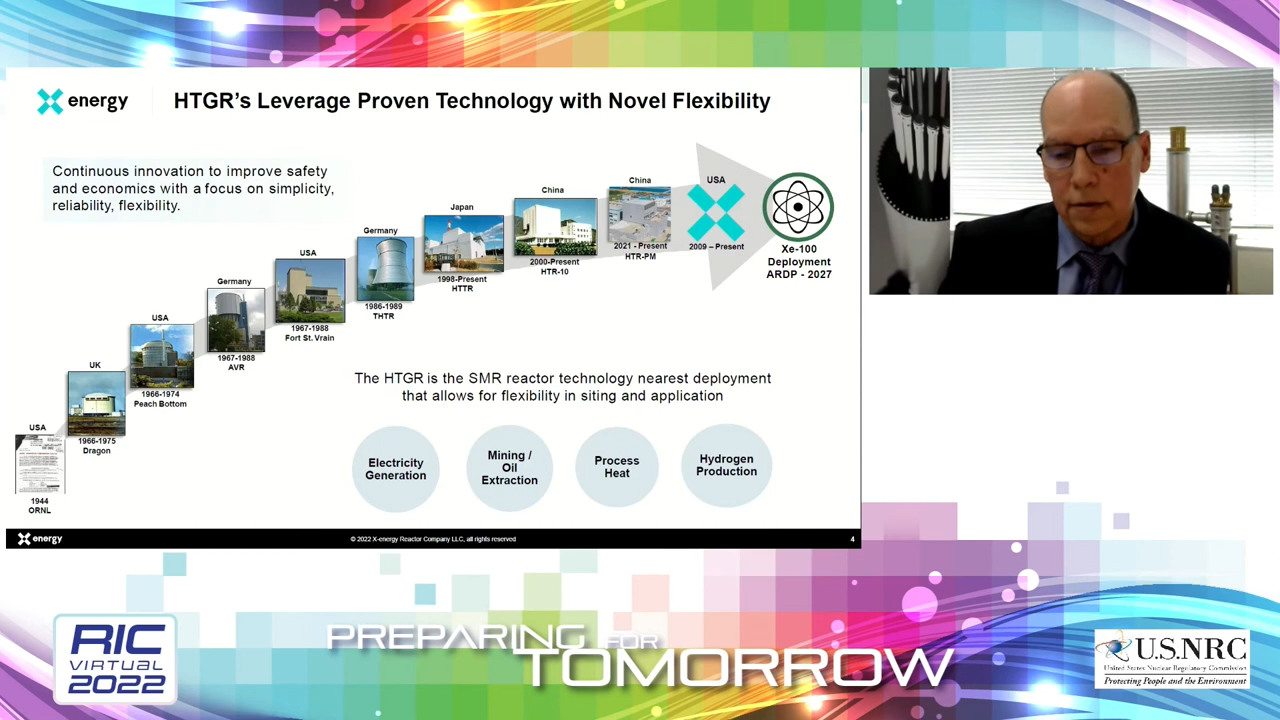 energy
HTGR's Leverage Proven Technology with Novel Flexibility
Continuous innovation to improve safety
and economics with a focus on simplicity,
reliability, flexibility.
USA
1944
ORNL
UK
1966-1975
Dragon
USA
1966-1974
Peach Bottom
Germany
1967-1988
AVR
USA
1967-1988
Fort St. Vrain
Germany
1986-1989
THTR
Japan
1998-Present
HTTR
China
2000-Present
HTR-10
China
2021 - Present
HTR-PM
USA
2009 – Present
Xe-100
Deployment
ARDP - 2027
The HTGR is the SMR reactor technology nearest deployment
that allows for flexibility in siting and application
Electricity
Generation
Mining /
Oil
Extraction
Process
Heat
Hydrogen
Production
energy
© 2022 X-energy Reactor Company LLC, all rights reserved
4
RIC
VIRTUAL
2022
PREPARING FOR
TOMORROW
U.S.NRC
United States Nuclear Regulatory Commission
Protecting People and the Environment